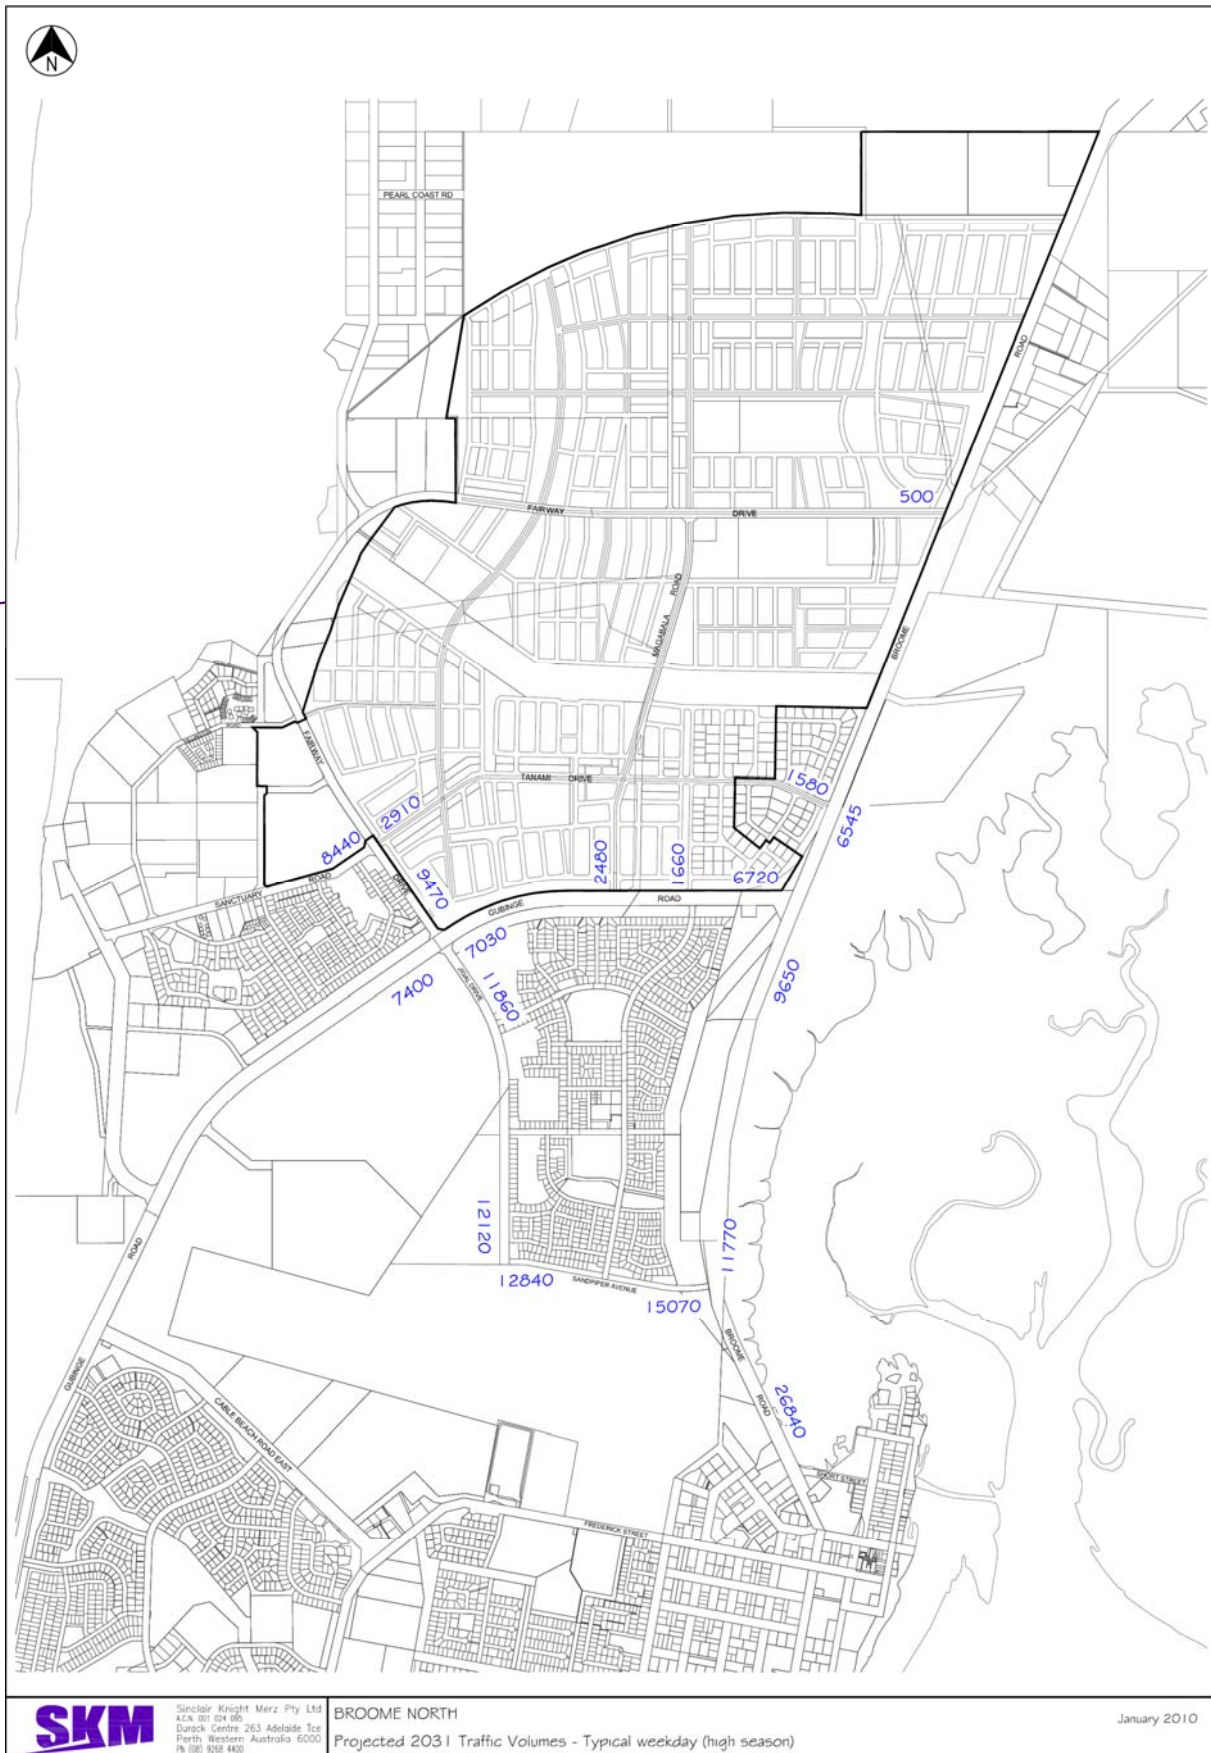 N
PEARL COAST RD
ROAD
500
FAIRWAY
DRIVE
ROAD
MAGABALA
BROOME
ROAD
FAIRWAY
TANAMI DRIVE
1580
2910
6545
8440
2480
1660
6720
9470
DRIVE
ROAD
SANCTUARY
GUBINGE
ROAD
7030
7400
JIGAL DRIVE
11860
9650
12120
11770
ROAD
12840
SANDPIPER AVENUE
15070
BROOME
ROAD
26840
GUBINGE
CABLE BEACH ROAD EAST
SHORT STREET
FREDERICK STREET
SKM
Sinclair Knight Merz Pty Ltd
A.C.N. 001 024 095
Durack Centre 263 Adelaide Tce
Perth Western Australia 6000
Ph (08) 9268 4400
BROOME NORTH
Projected 2031 Traffic Volumes - Typical weekday (high season)
January 2010